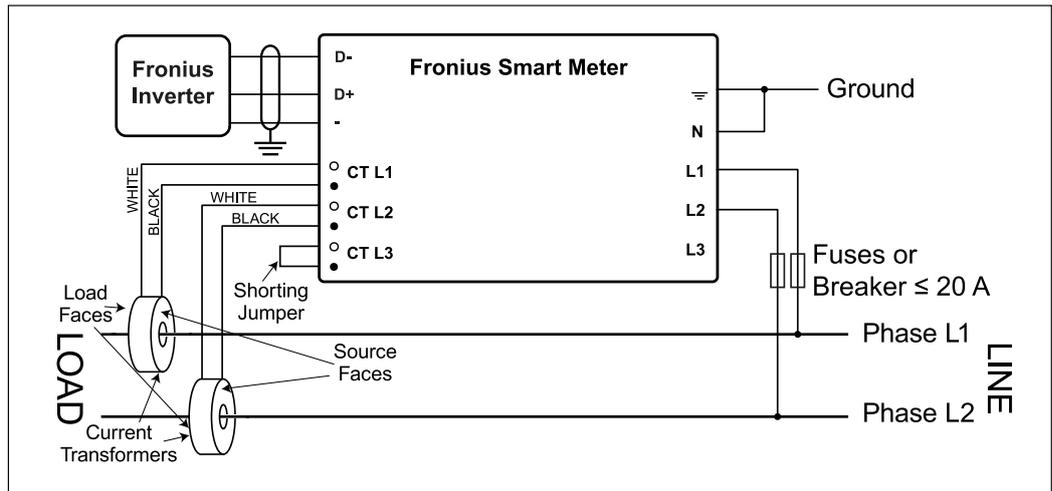 Fronius
Inverter
D-
D+
-
Fronius Smart Meter
N
L1
L2
L3
Ground
CT L1
CT L2
CT L3
WHITE
BLACK
WHITE
BLACK
Shorting
Jumper
Fuses or
Breaker ≤ 20 A
Load
Faces
Source
Faces
Current
Transformers
LOAD
LINE
Phase L1
Phase L2